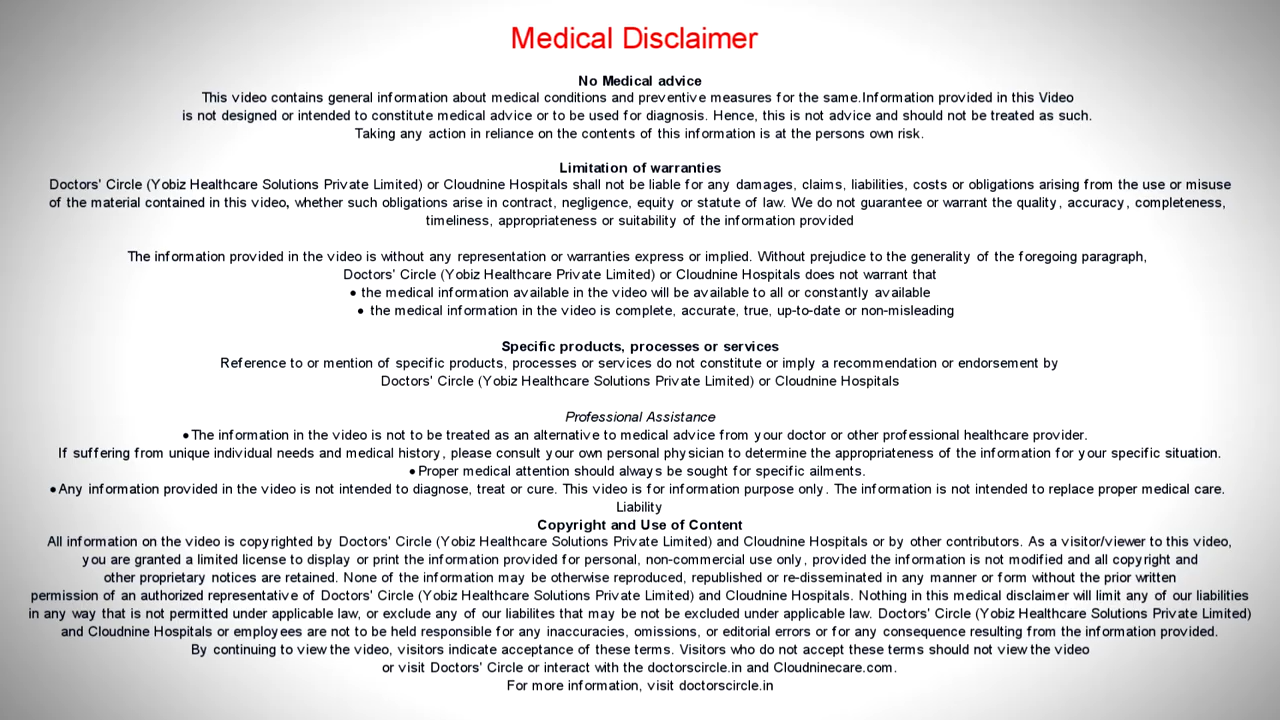 Medical Disclaimer
No Medical advice
This video contains general information about medical conditions and preventive measures for the same.Information provided in this Video
is not designed or intended to constitute medical advice or to be used for diagnosis. Hence, this is not advice and should not be treated as such.
Taking any action in reliance on the contents of this information is at the persons own risk.
Limitation of warranties
Doctors' Circle (Yobiz Healthcare Solutions Private Limited) or Cloudnine Hospitals shall not be liable for any damages, claims, liabilities, costs or obligations arising from the use or misuse
of the material contained in this video, whether such obligations arise in contract, negligence, equity or statute of law. We do not guarantee or warrant the quality, accuracy, completeness,
timeliness, appropriateness or suitability of the information provided
The information provided in the video is without any representation or warranties express or implied. Without prejudice to the generality of the foregoing paragraph,
Doctors' Circle (Yobiz Healthcare Private Limited) or Cloudnine Hospitals does not warrant that
• the medical information available in the video will be available to all or constantly available
• the medical information in the video is complete, accurate, true, up-to-date or non-misleading
Specific products, processes or services
Reference to or mention of specific products, processes or services do not constitute or imply a recommendation or endorsement by
Doctors' Circle (Yobiz Healthcare Solutions Private Limited) or Cloudnine Hospitals
Professional Assistance
•The information in the video is not to be treated as an alternative to medical advice from your doctor or other professional healthcare provider.
If suffering from unique individual needs and medical history, please consult your own personal physician to determine the appropriateness of the information for your specific situation.
•Proper medical attention should always be sought for specific ailments.
•Any information provided in the video is not intended to diagnose, treat or cure. This video is for information purpose only. The information is not intended to replace proper medical care.
Liability
Copyright and Use of Content
All information on the video is copyrighted by Doctors' Circle (Yobiz Healthcare Solutions Private Limited) and Cloudnine Hospitals or by other contributors. As a visitor/viewer to this video,
you are granted a limited license to display or print the information provided for personal, non-commercial use only, provided the information is not modified and all copyright and
other proprietary notices are retained. None of the information may be otherwise reproduced, republished or re-disseminated in any manner or form without the prior written
permission of an authorized representative of Doctors' Circle (Yobiz Healthcare Solutions Private Limited) and Cloudnine Hospitals. Nothing in this medical disclaimer will limit any of our liabilities
in any way that is not permitted under applicable law, or exclude any of our liabilites that may be not be excluded under applicable law. Doctors' Circle (Yobiz Healthcare Solutions Private Limited)
and Cloudnine Hospitals or employees are not to be held responsible for any inaccuracies, omissions, or editorial errors or for any consequence resulting from the information provided.
By continuing to view the video, visitors indicate acceptance of these terms. Visitors who do not accept these terms should not view the video
or visit Doctors' Circle or interact with the doctorscircle.in and Cloudninecare.com.
For more information, visit doctorscircle.in